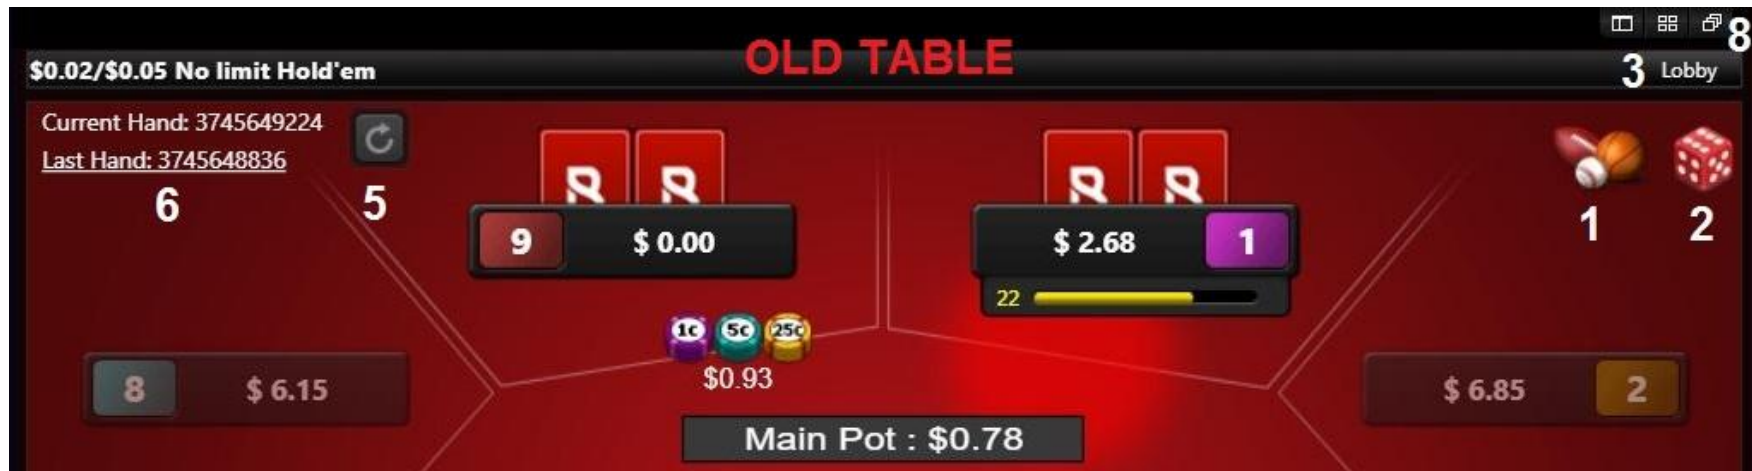 8
OLD TABLE
$0.02/$0.05 No limit Hold'em
3 Lobby
Current Hand: 3745649224
Last Hand: 3745648836
6
5
1
2
9 $ 0.00
$ 2.68 1
22
1c 5c 25c
$0.93
8 $ 6.15
$ 6.85 2
Main Pot : $0.78